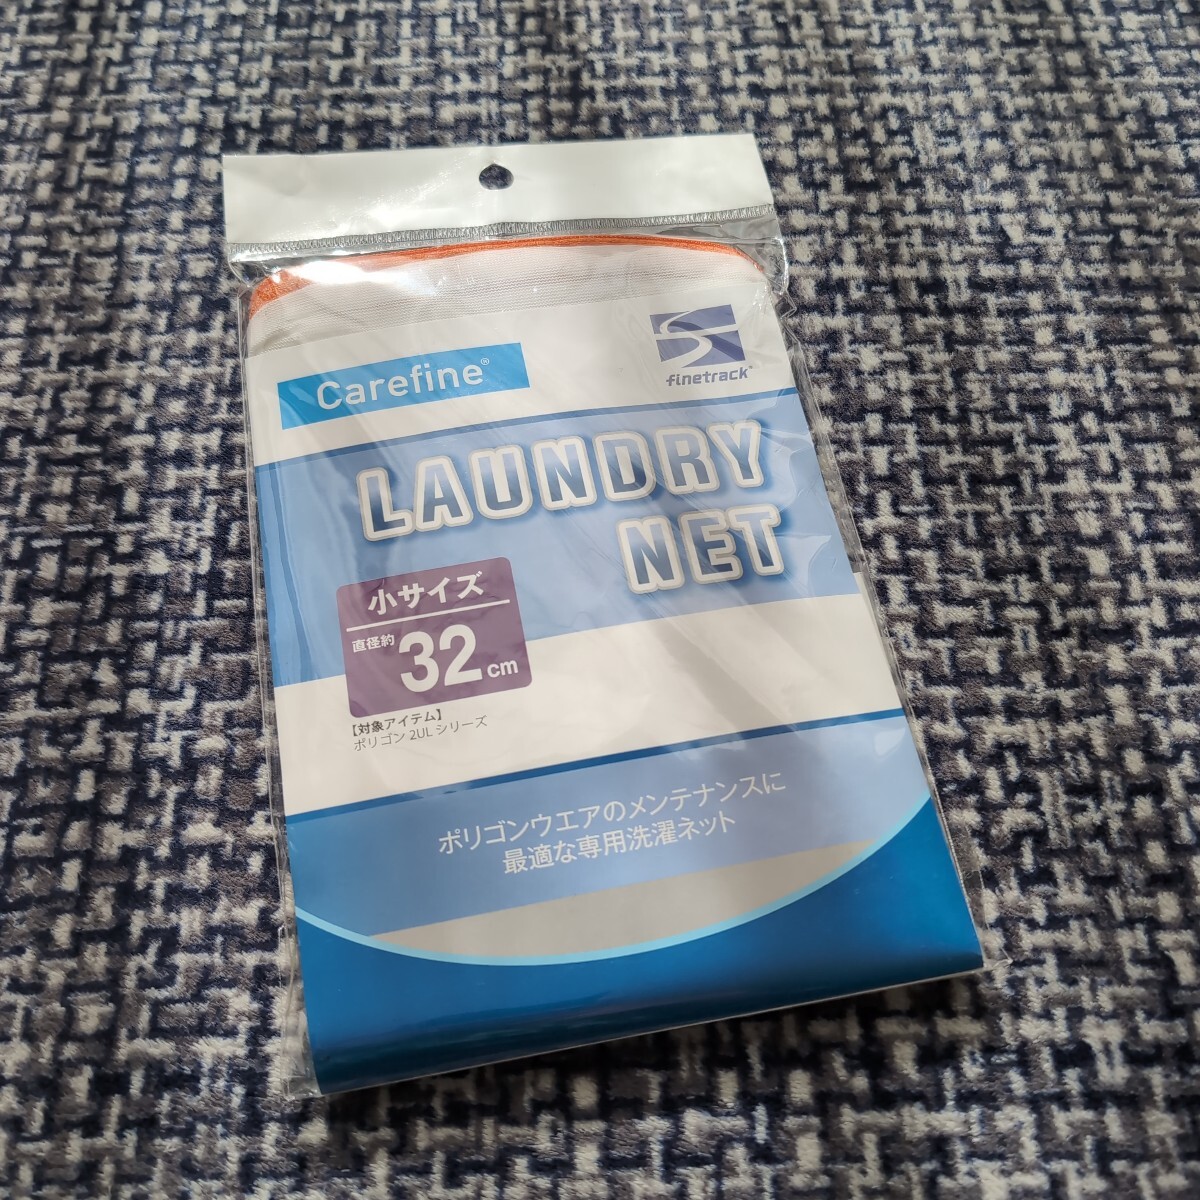 Carefine®
finetrack®
LAUNDRY
NET
小サイズ
直径約
32cm
【対象アイテム】
ポリゴン 2UL シリーズ
ポリゴンウエアのメンテナンスに
最適な専用洗濯ネット